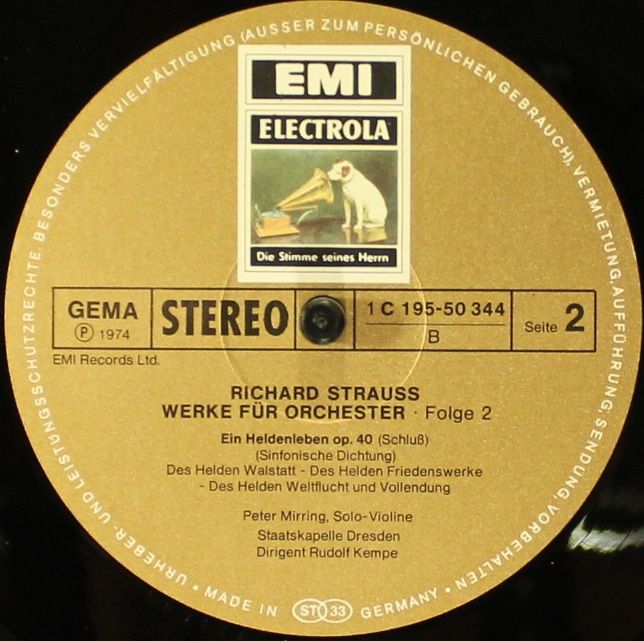 URHEBER- UND LEISTUNGSSCHUTZRECHTE, BESONDERS VERVIELFÄLTIGUNG (AUSSER ZUM PERSÖNLICHEN GEBRAUCH), VERMIETUNG, AUFFÜHRUNG, SENDUNG, VORBEHALTEN
EMI
ELECTROLA
Die Stimme seines Herrn
GEMA
Ⓟ 1974
STEREO
1 C 195-50 344
B
Seite 2
EMI Records Ltd.
RICHARD STRAUSS
WERKE FÜR ORCHESTER · Folge 2
Ein Heldenleben op. 40 (Schluß)
(Sinfonische Dichtung)
Des Helden Walstatt - Des Helden Friedenswerke
- Des Helden Weltflucht und Vollendung
Peter Mirring, Solo-Violine
Staatskapelle Dresden
Dirigent Rudolf Kempe
• MADE IN ST 33 GERMANY •